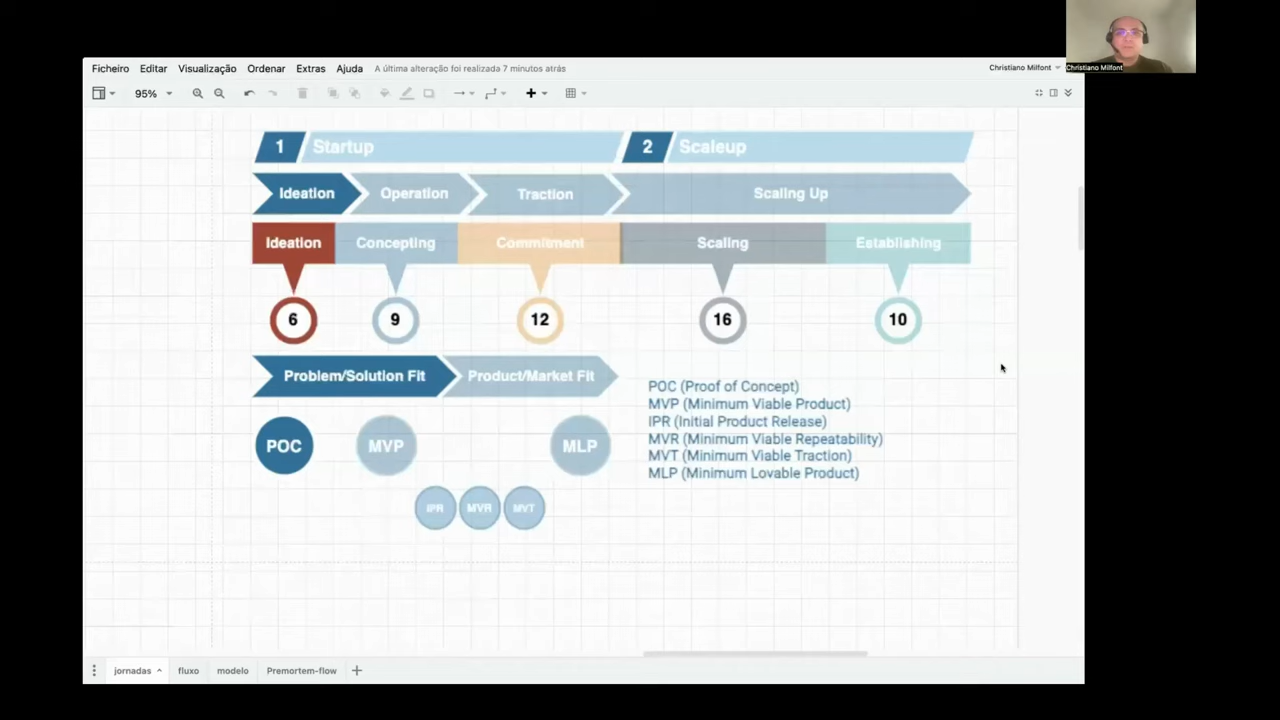 Christiano Milfont
Ficheiro Editar Visualização Ordenar Extras Ajuda A última alteração foi realizada 7 minutos atrás
Christiano Milfont
95%
1 Startup 2 Scaleup
Ideation Operation Traction Scaling Up
Ideation Concepting Commitment Scaling Establishing
6 9 12 16 10
Problem/Solution Fit Product/Market Fit
POC (Proof of Concept)
MVP (Minimum Viable Product)
IPR (Initial Product Release)
MVR (Minimum Viable Repeatability)
MVT (Minimum Viable Traction)
MLP (Minimum Lovable Product)
POC MVP MLP
IPR MVR MVT
jornadas fluxo modelo Premortem-flow